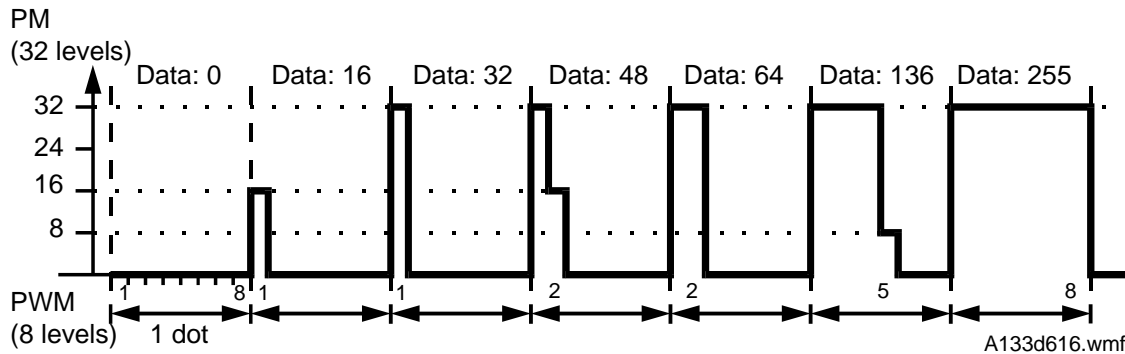 PM
(32 levels)
Data: 0 Data: 16 Data: 32 Data: 48 Data: 64 Data: 136 Data: 255
32
24
16
8
1 8 1 1 2 2 5 8
PWM
(8 levels)
1 dot
A133d616.wmf